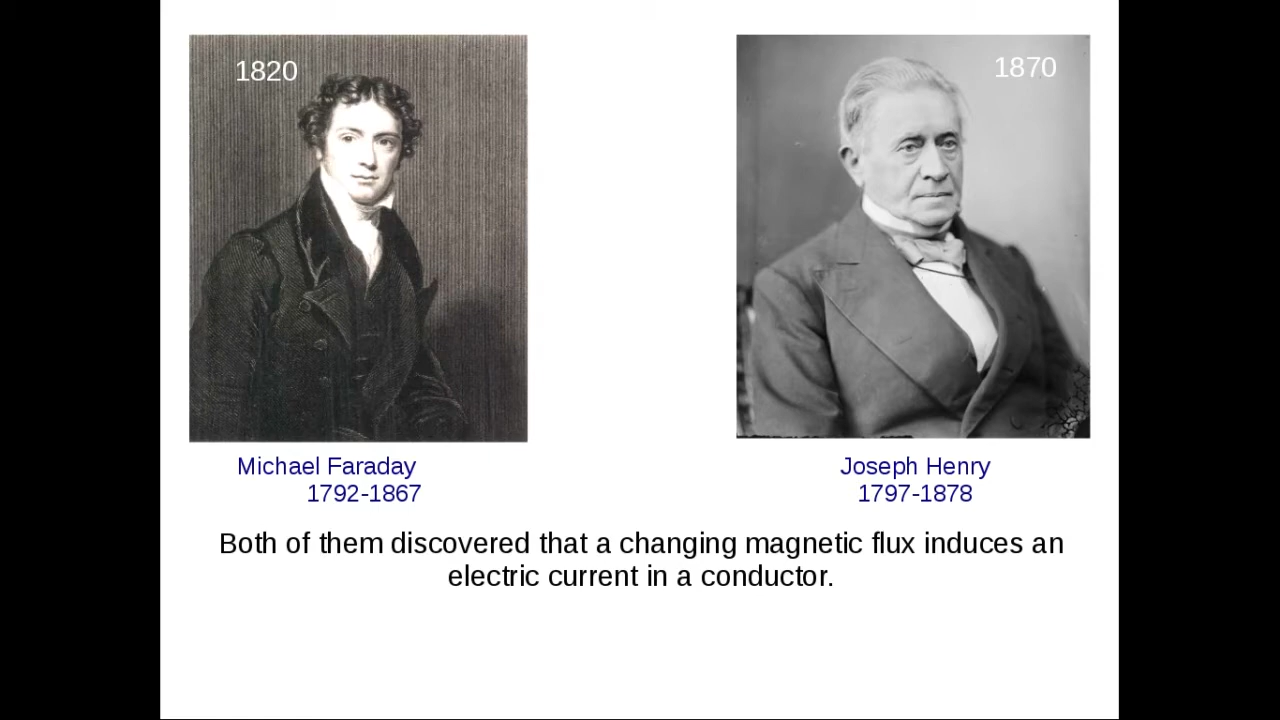 1820
1870
Michael Faraday
1792-1867
Joseph Henry
1797-1878
Both of them discovered that a changing magnetic flux induces an
electric current in a conductor.